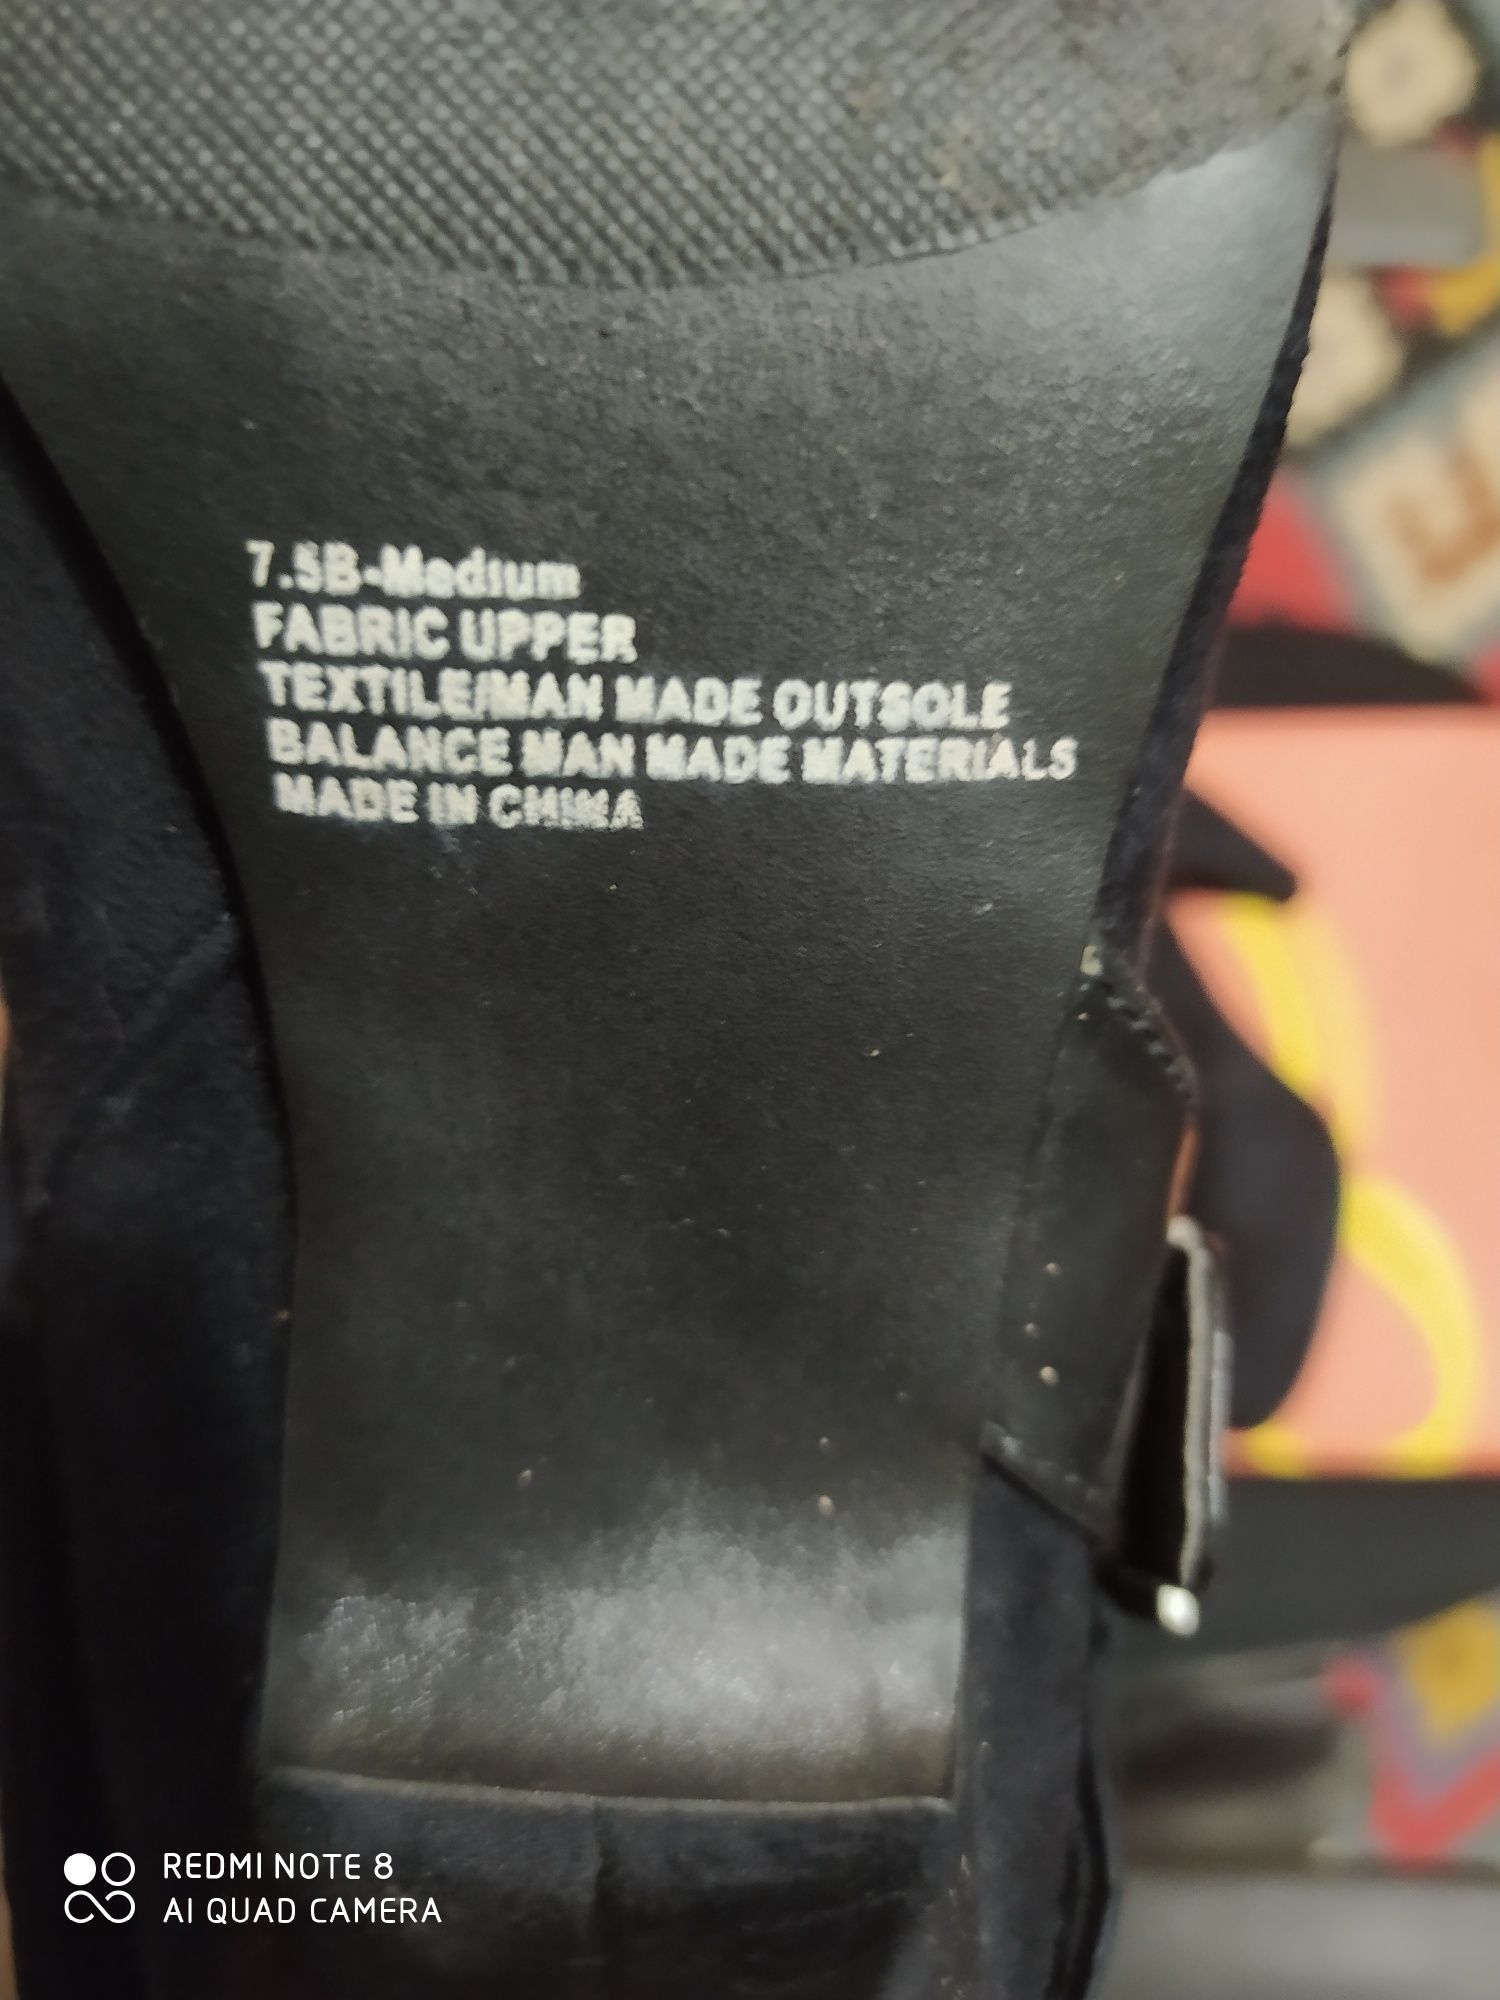 7.5B-Medium
FABRIC UPPER
TEXTILE/MAN MADE OUTSOLE
BALANCE MAN MADE MATERIALS
MADE IN CHINA
REDMI NOTE 8
AI QUAD CAMERA